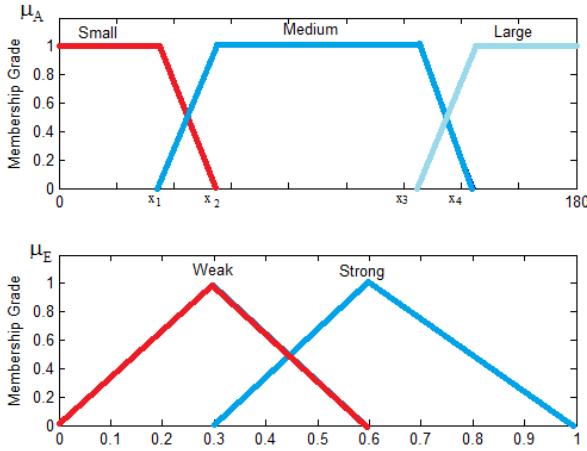 μA
Small Medium Large
Membership Grade
1
0.8
0.6
0.4
0.2
0
0 x1 x2 x3 x4 180
μE
Weak Strong
Membership Grade
1
0.8
0.6
0.4
0.2
0
0 0.1 0.2 0.3 0.4 0.5 0.6 0.7 0.8 0.9 1